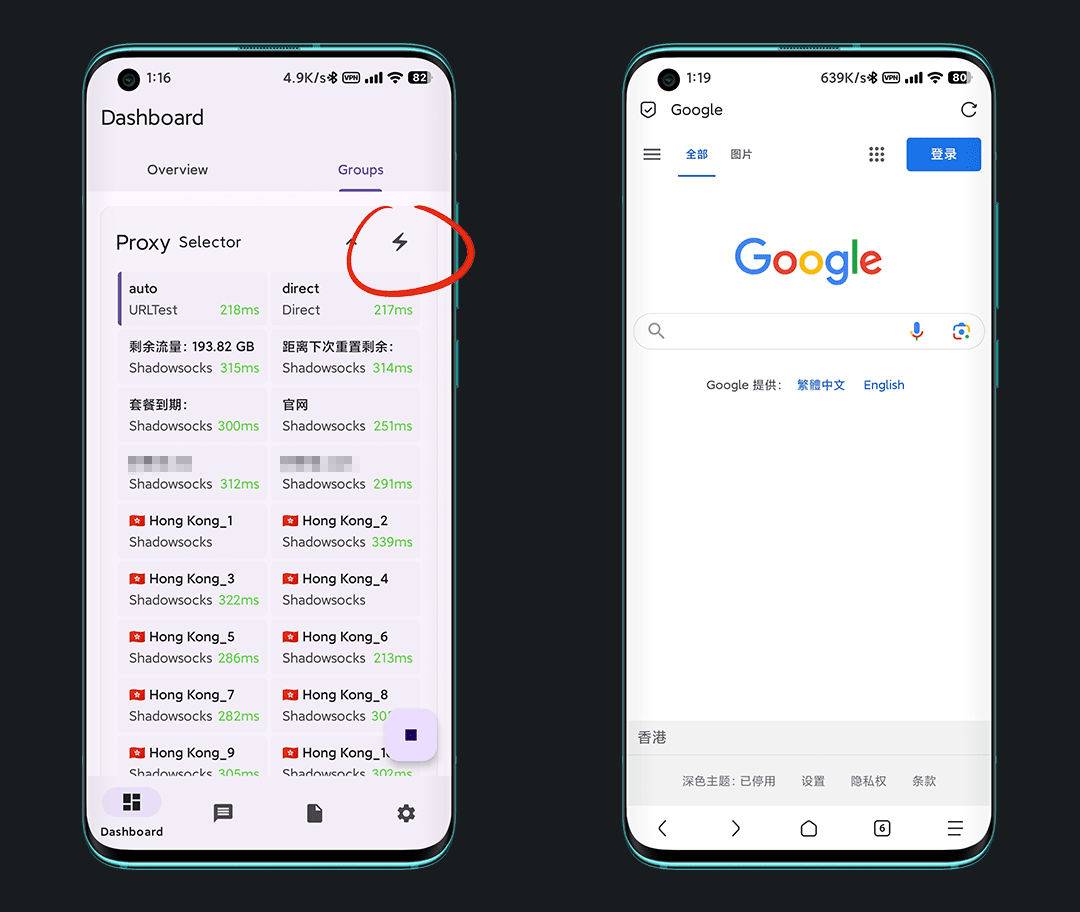 1:16
4.9K/s VPN 82
Dashboard
Overview
Groups
Proxy Selector
auto
URLTest 218ms
direct
Direct 217ms
剩余流量：193.82 GB
Shadowsocks 315ms
距离下次重置剩余：
Shadowsocks 314ms
套餐到期：
Shadowsocks 300ms
官网
Shadowsocks 251ms
Shadowsocks 312ms
Shadowsocks 291ms
Hong Kong_1
Shadowsocks
Hong Kong_2
Shadowsocks 339ms
Hong Kong_3
Shadowsocks 322ms
Hong Kong_4
Shadowsocks
Hong Kong_5
Shadowsocks 286ms
Hong Kong_6
Shadowsocks 213ms
Hong Kong_7
Shadowsocks 282ms
Hong Kong_8
Shadowsocks
Hong Kong_9
Shadowsocks 305ms
Hong Kong_1
Shadowsocks 302ms
Dashboard
1:19
639K/s VPN 80
Google
全部
图片
登录
Google
Google 提供：
繁體中文
English
香港
深色主题：已停用
设置
隐私权
条款
6